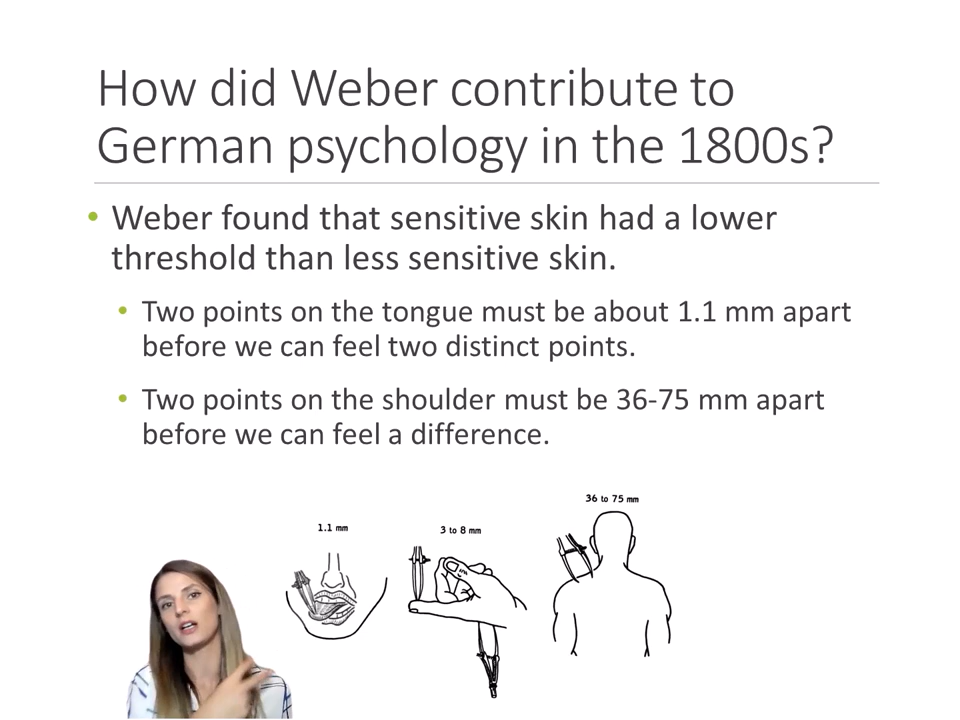 How did Weber contribute to
German psychology in the 1800s?
• Weber found that sensitive skin had a lower
threshold than less sensitive skin.
• Two points on the tongue must be about 1.1 mm apart
before we can feel two distinct points.
• Two points on the shoulder must be 36-75 mm apart
before we can feel a difference.
1.1 mm
3 to 8 mm
36 to 75 mm